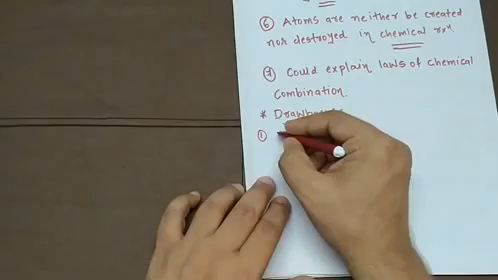 ⑥ Atoms are neither be created
nor destroyed in chemical rxⁿ.
⑦ Could explain laws of chemical
combination.
*
①